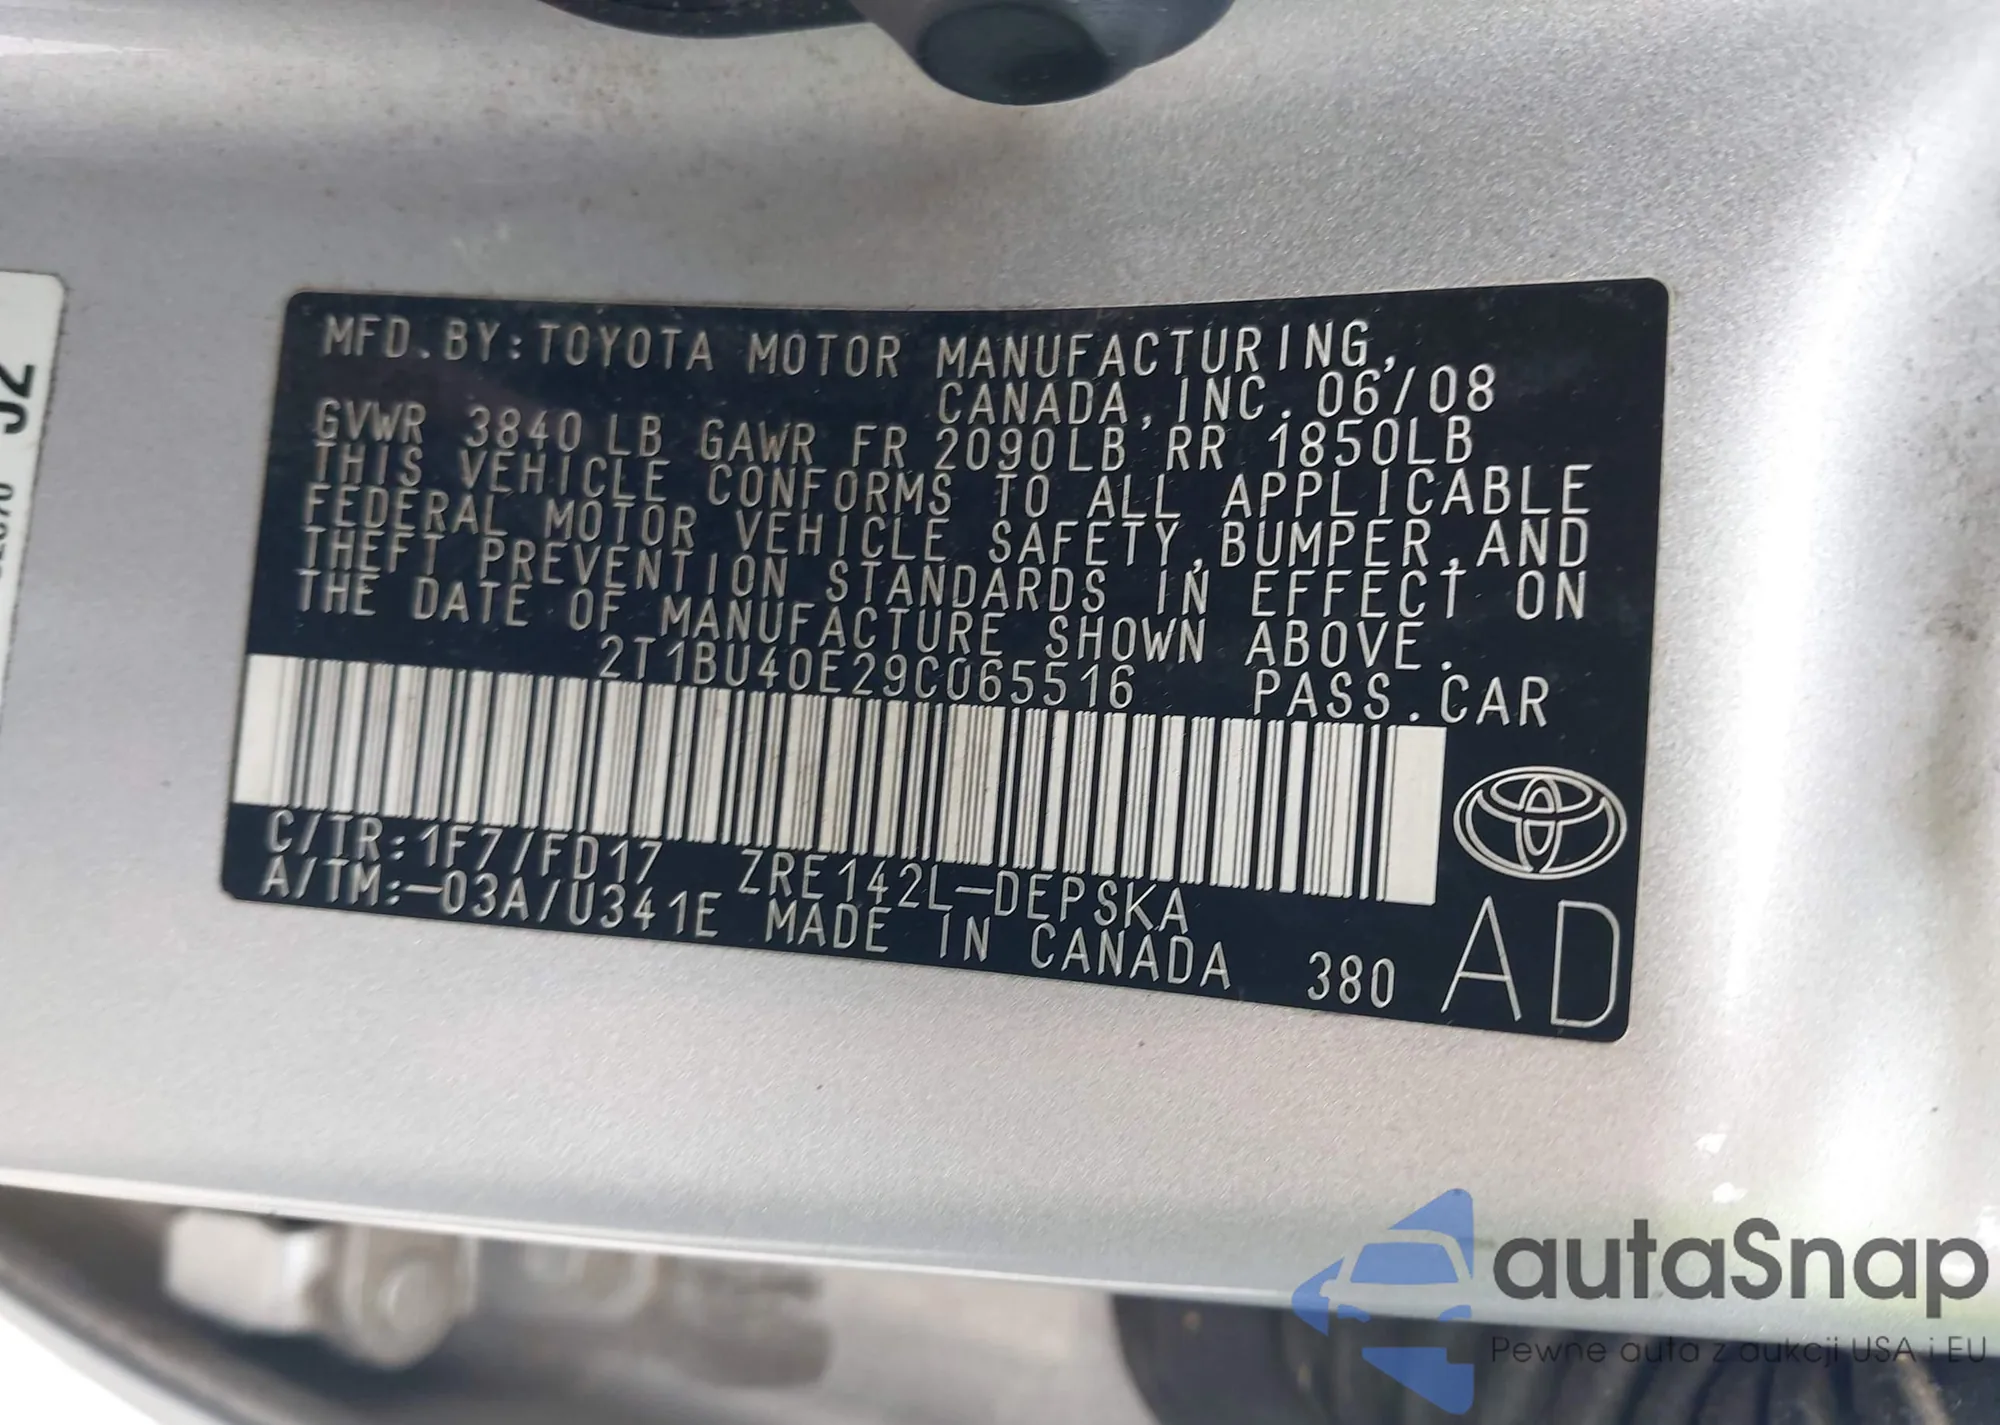 J2
MFD.BY:TOYOTA MOTOR MANUFACTURING,
CANADA,INC. 06/08
GVWR 3840 LB GAWR FR 2090LB RR 1850LB
THIS VEHICLE CONFORMS TO ALL APPLICABLE
FEDERAL MOTOR VEHICLE SAFETY,BUMPER,AND
THEFT PREVENTION STANDARDS IN EFFECT ON
THE DATE OF MANUFACTURE SHOWN ABOVE.
2T1BU40E29C065516 PASS.CAR
C/TR:1F7/FD17 ZRE142L-DEPSKA
A/TM:-03A/U341E MADE IN CANADA 380 AD
autaSnap
Pewne auta z aukcji USA i EU